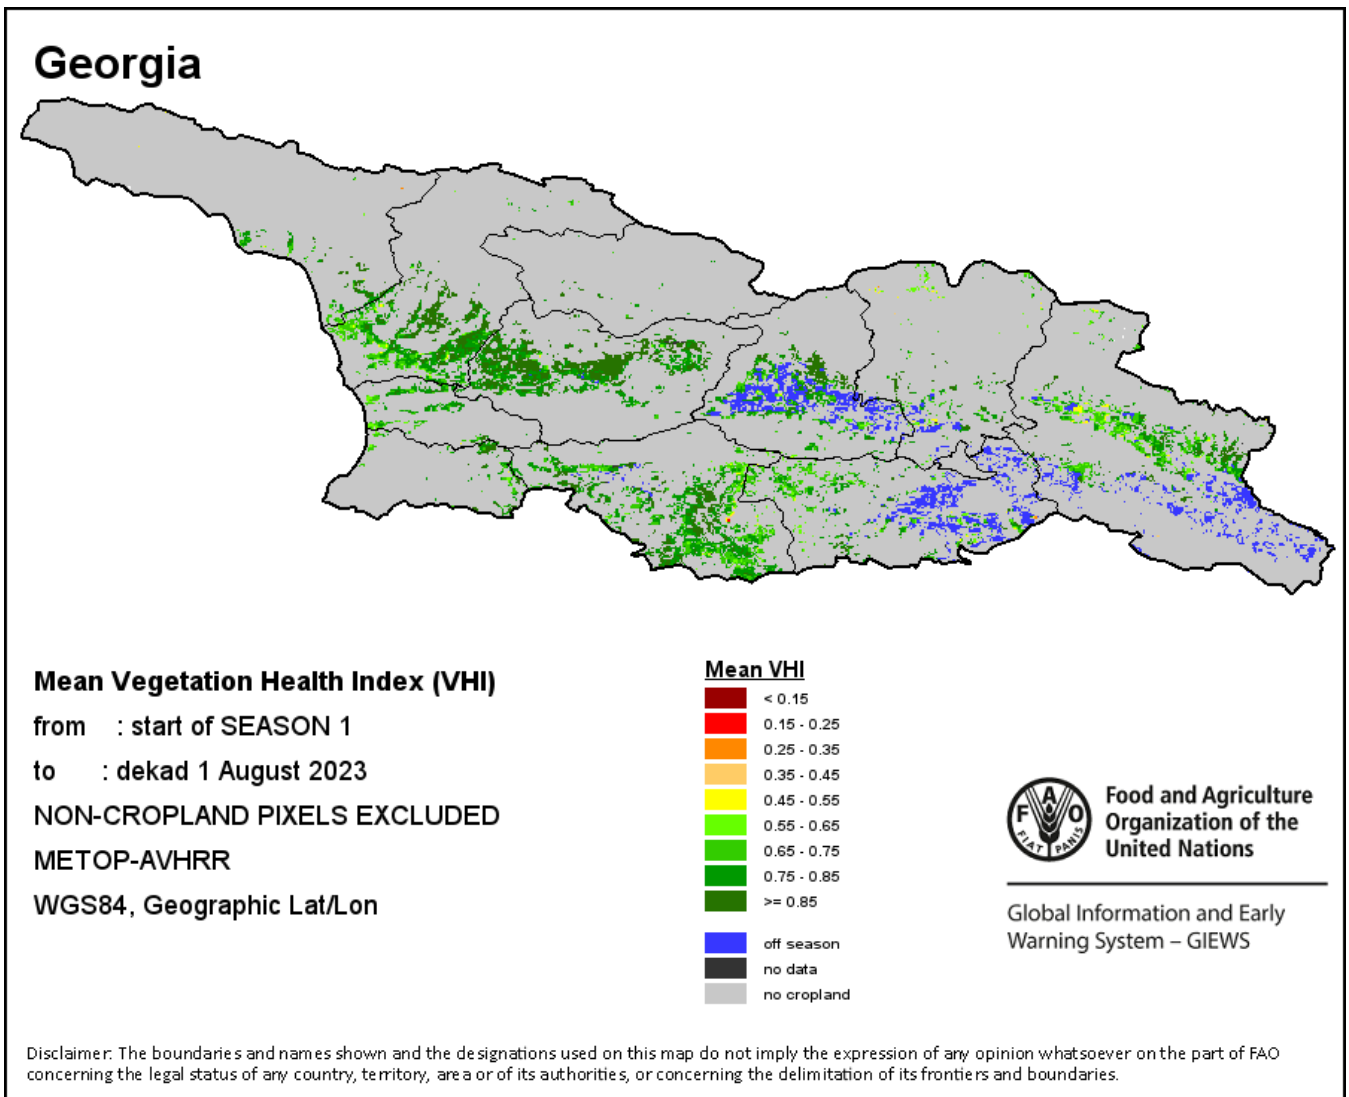 Georgia
Mean Vegetation Health Index (VHI)
from : start of SEASON 1
to : dekad 1 August 2023
NON-CROPLAND PIXELS EXCLUDED
METOP-AVHRR
WGS84, Geographic Lat/Lon
Mean VHI
< 0.15
0.15 - 0.25
0.25 - 0.35
0.35 - 0.45
0.45 - 0.55
0.55 - 0.65
0.65 - 0.75
0.75 - 0.85
>= 0.85
off season
no data
no cropland
F A O
FIAT PANIS
Food and Agriculture
Organization of the
United Nations
Global Information and Early
Warning System – GIEWS
Disclaimer: The boundaries and names shown and the designations used on this map do not imply the expression of any opinion whatsoever on the part of FAO
concerning the legal status of any country, territory, area or of its authorities, or concerning the delimitation of its frontiers and boundaries.